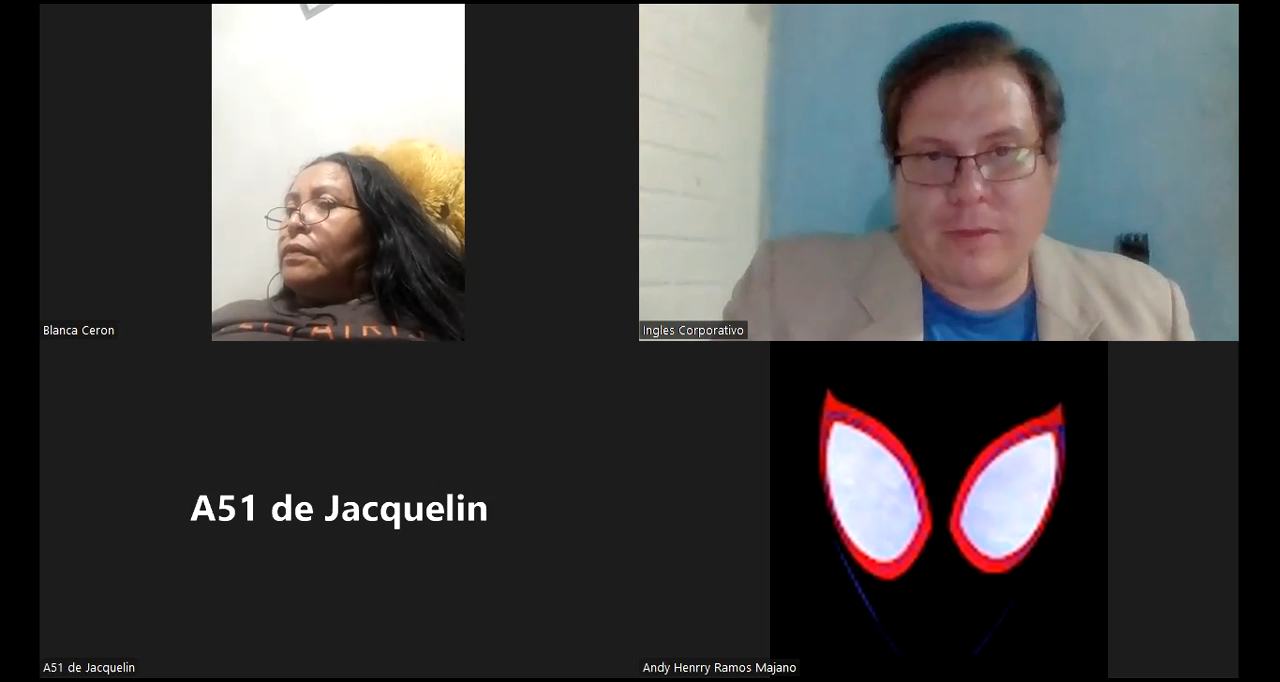 Blanca Ceron
Ingles Corporativo
A51 de Jacquelin
A51 de Jacquelin
Andy Henrry Ramos Majano